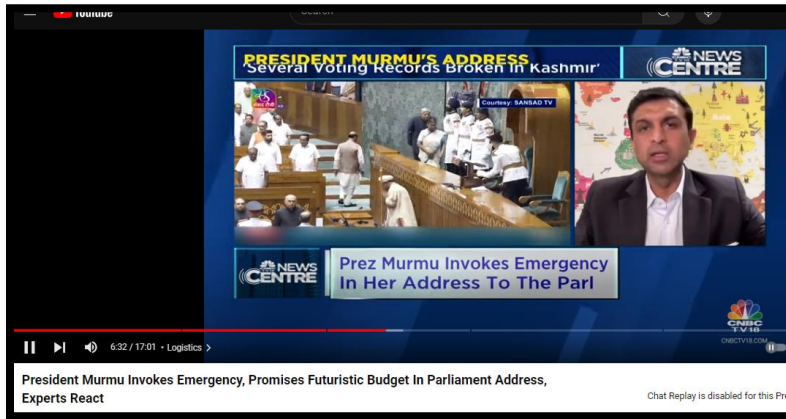 YouTube
Search
PRESIDENT MURMU'S ADDRESS
'Several Voting Records Broken In Kashmir'
NEWS
CENTRE
Courtesy: SANSAD TV
Asia
NEWS
CENTRE
Prez Murmu Invokes Emergency
In Her Address To The Parl
CNBC
TV18
CNBCTV18.COM
6:32 / 17:01 • Logistics >
President Murmu Invokes Emergency, Promises Futuristic Budget In Parliament Address,
Experts React
Chat Replay is disabled for this Pre